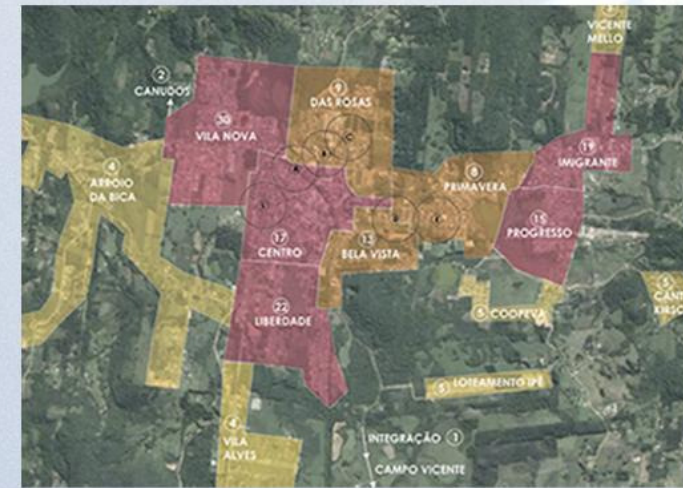 VICENTE
MELLO
2
CANUDOS
9
DAS ROSAS
30
VILA NOVA
19
IMIGRANTE
4
ARROIO
DA BICA
8
PRIMAVERA
15
PROGRESSO
17
CENTRO
13
BELA VISTA
5
5
COOPEVA
22
LIBERDADE
5
LOTEAMENTO IPÊ
4
VILA
ALVES
INTEGRAÇÃO
1
CAMPO VICENTE